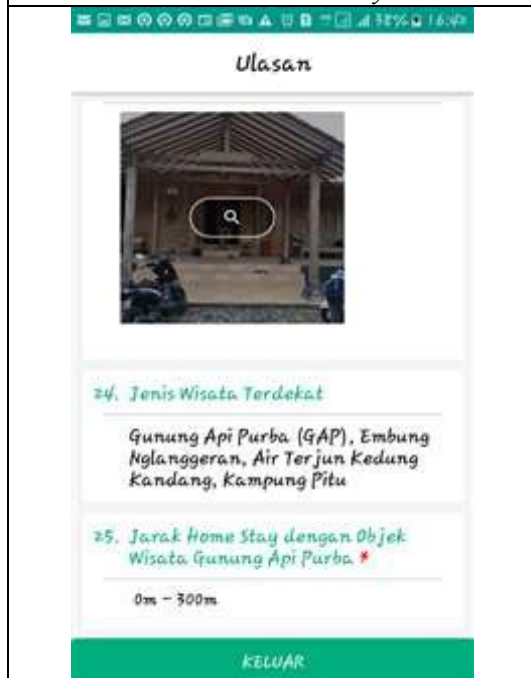 Ulasan
24. Jenis Wisata Terdekat
Gunung Api Purba (GAP), Embung
Nglanggeran, Air Terjun Kedung
Kandang, Kampung Pitu
25. Jarak Home Stay dengan Objek
Wisata Gunung Api Purba *
0m - 300m
KELUAR